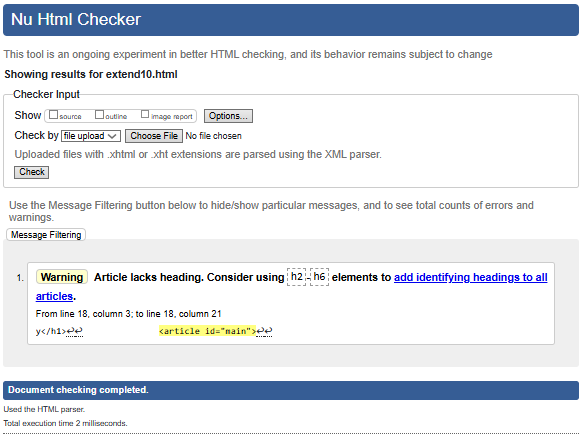 Nu Html Checker
This tool is an ongoing experiment in better HTML checking, and its behavior remains subject to change
Showing results for extend10.html
Checker Input
Show source outline image report Options...
Check by file upload Choose File No file chosen
Uploaded files with .xhtml or .xht extensions are parsed using the XML parser.
Check
Use the Message Filtering button below to hide/show particular messages, and to see total counts of errors and
warnings.
Message Filtering
1. Warning Article lacks heading. Consider using h2-h6 elements to add identifying headings to all
articles.
From line 18, column 3; to line 18, column 21
y</h1>↩↩ <article id="main">↩↩
Document checking completed.
Used the HTML parser.
Total execution time 2 milliseconds.